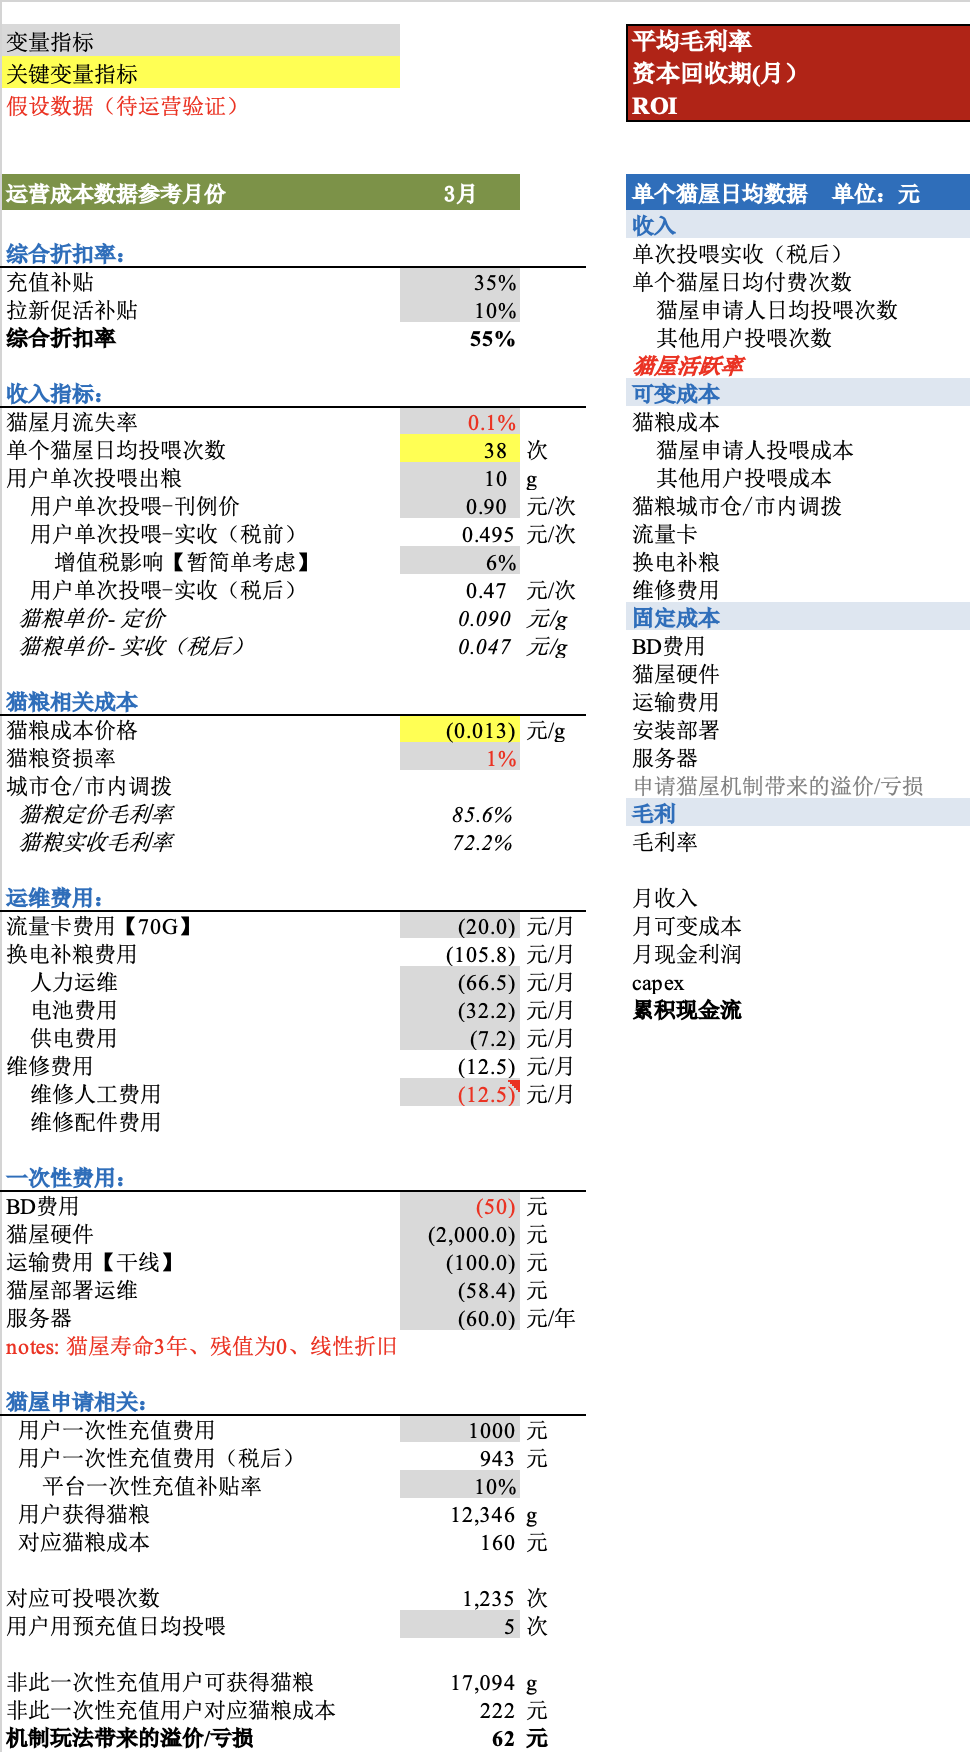 变量指标
关键变量指标
假设数据（待运营验证）
平均毛利率
资本回收期(月）
ROI
运营成本数据参考月份 3月
综合折扣率：
充值补贴 35%
拉新促活补贴 10%
综合折扣率 55%
收入指标：
猫屋月流失率 0.1%
单个猫屋日均投喂次数 38 次
用户单次投喂出粮 10 g
用户单次投喂-刊例价 0.90 元/次
用户单次投喂-实收（税前） 0.495 元/次
增值税影响【暂简单考虑】 6%
用户单次投喂-实收（税后） 0.47 元/次
猫粮单价- 定价 0.090 元/g
猫粮单价- 实收（税后） 0.047 元/g
猫粮相关成本
猫粮成本价格 (0.013) 元/g
猫粮资损率 1%
城市仓/市内调拨
猫粮定价毛利率 85.6%
猫粮实收毛利率 72.2%
运维费用：
流量卡费用【70G】 (20.0) 元/月
换电补粮费用 (105.8) 元/月
人力运维 (66.5) 元/月
电池费用 (32.2) 元/月
供电费用 (7.2) 元/月
维修费用 (12.5) 元/月
维修人工费用 (12.5) 元/月
维修配件费用
一次性费用：
BD费用 (50) 元
猫屋硬件 (2,000.0) 元
运输费用【干线】 (100.0) 元
猫屋部署运维 (58.4) 元
服务器 (60.0) 元/年
notes: 猫屋寿命3年、残值为0、线性折旧
猫屋申请相关：
用户一次性充值费用 1000 元
用户一次性充值费用（税后） 943 元
平台一次性充值补贴率 10%
用户获得猫粮 12,346 g
对应猫粮成本 160 元
对应可投喂次数 1,235 次
用户用预充值日均投喂 5 次
非此一次性充值用户可获得猫粮 17,094 g
非此一次性充值用户对应猫粮成本 222 元
机制玩法带来的溢价/亏损 62 元
单个猫屋日均数据 单位：元
收入
单次投喂实收（税后）
单个猫屋日均付费次数
猫屋申请人日均投喂次数
其他用户投喂次数
猫屋活跃率
可变成本
猫粮成本
猫屋申请人投喂成本
其他用户投喂成本
猫粮城市仓/市内调拨
流量卡
换电补粮
维修费用
固定成本
BD费用
猫屋硬件
运输费用
安装部署
服务器
申请猫屋机制带来的溢价/亏损
毛利
毛利率
月收入
月可变成本
月现金利润
capex
累积现金流